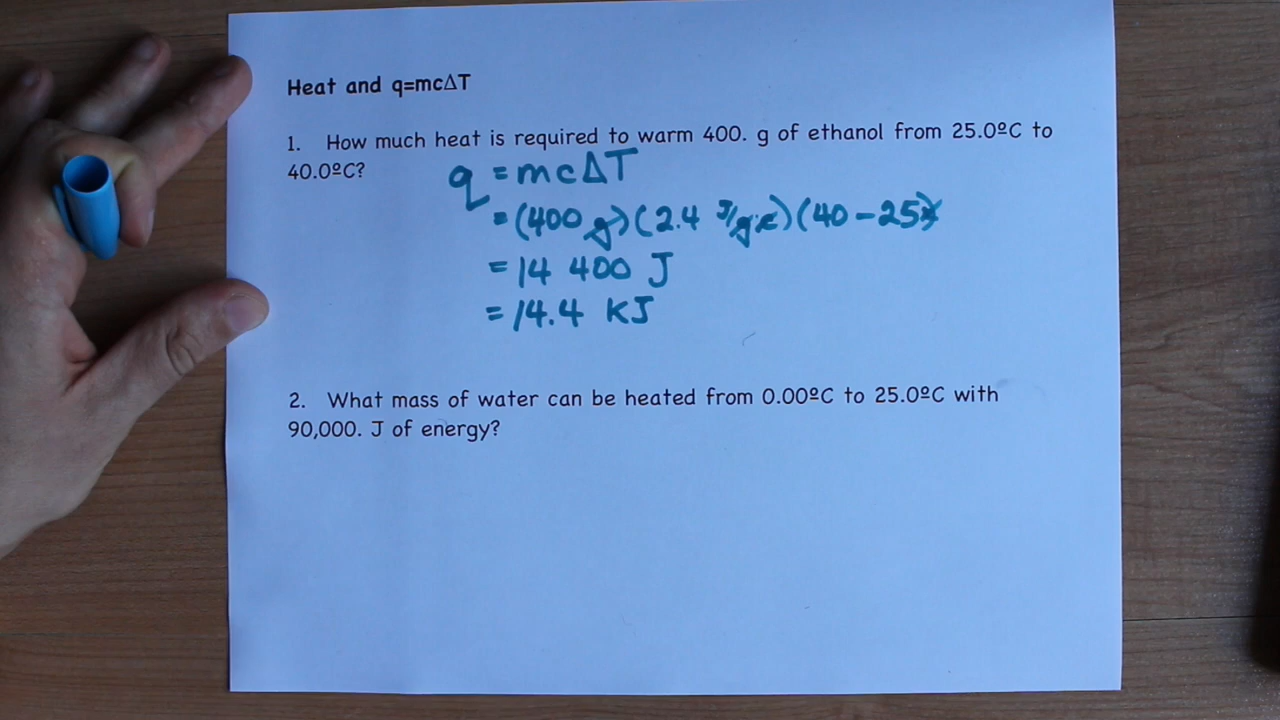 Heat and q=mcΔT
1. How much heat is required to warm 400. g of ethanol from 25.0ºC to
40.0ºC?
q = mcΔT
= (400 g)(2.4 J/g·ε)(40 - 25)
= 14 400 J
= 14.4 KJ
2. What mass of water can be heated from 0.00ºC to 25.0ºC with
90,000. J of energy?